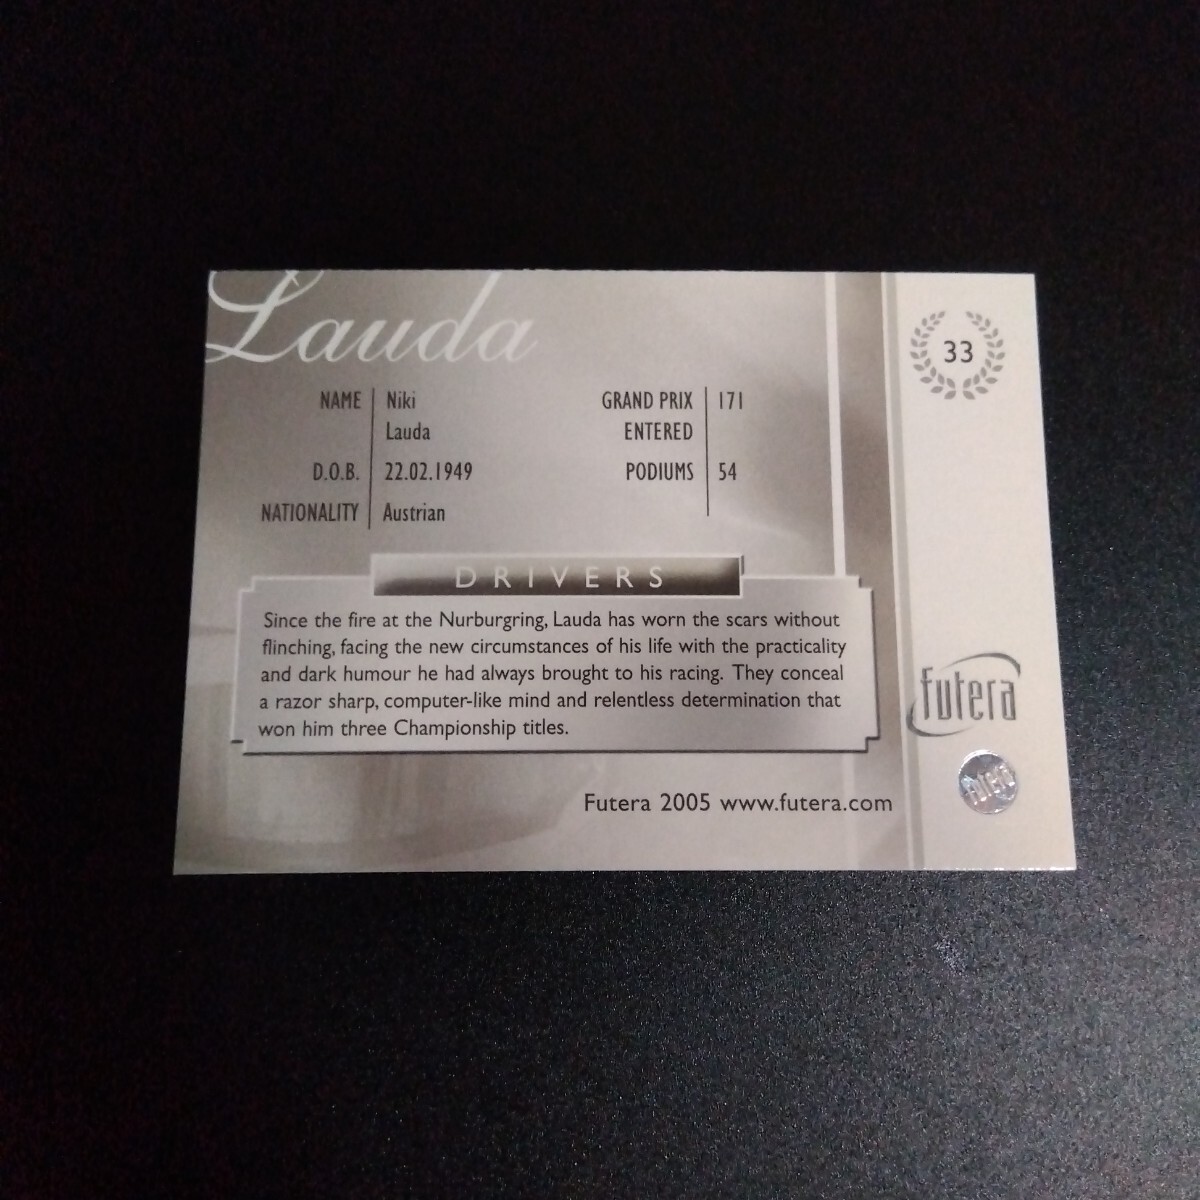 Lauda
33
NAME Niki
Lauda
D.O.B. 22.02.1949
NATIONALITY Austrian
GRAND PRIX 171
ENTERED
PODIUMS 54
DRIVERS
Since the fire at the Nurburgring, Lauda has worn the scars without
flinching, facing the new circumstances of his life with the practicality
and dark humour he had always brought to his racing. They conceal
a razor sharp, computer-like mind and relentless determination that
won him three Championship titles.
futera
futera
Futera 2005 www.futera.com